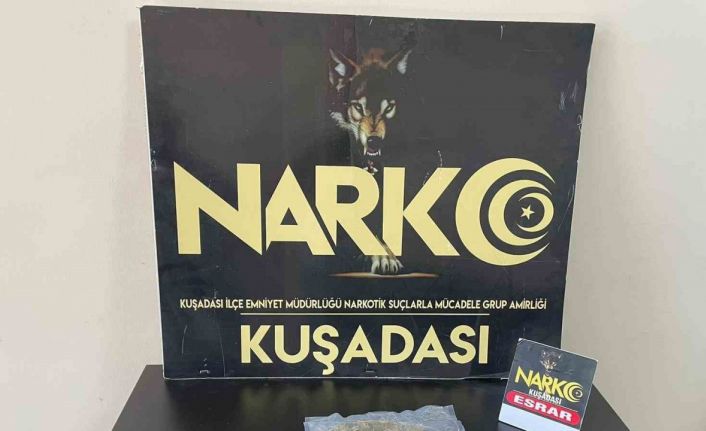 NARKO
KUŞADASI İLÇE EMNİYET MÜDÜRLÜĞÜ NARKOTİK SUÇLARLA MÜCADELE GRUP AMİRLİĞİ
KUŞADASI
NARKO
KUŞADASI
ESRAR